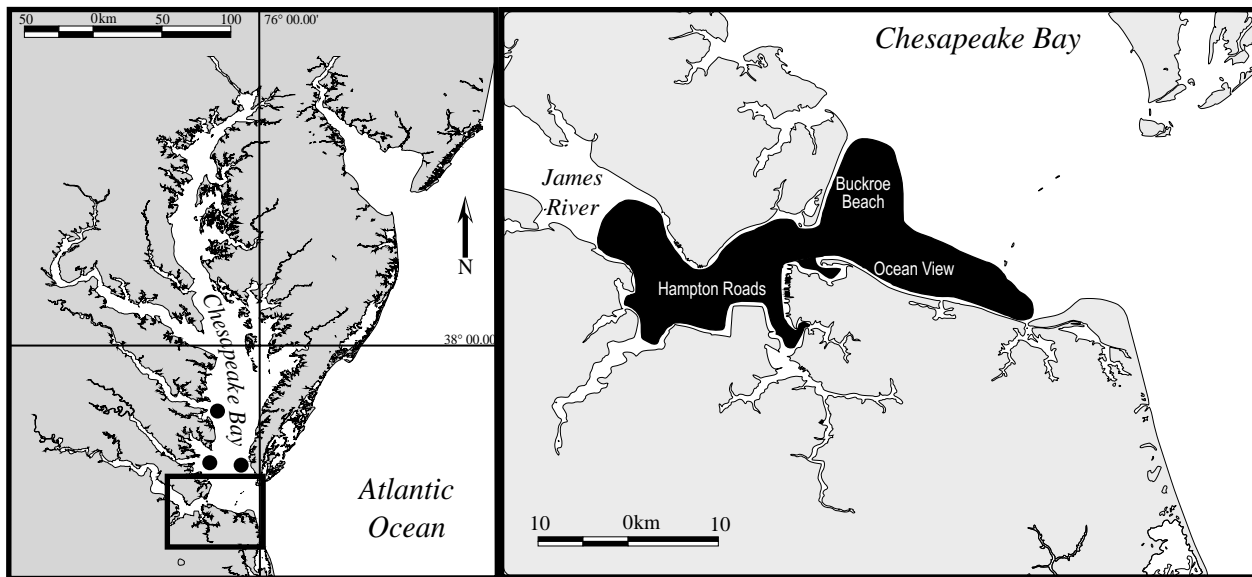 50 0km 50 100
76° 00.00'
N
38° 00.00'
Chesapeake Bay
Atlantic
Ocean
Chesapeake Bay
James
River
Buckroe
Beach
Ocean View
Hampton Roads
10 0km 10